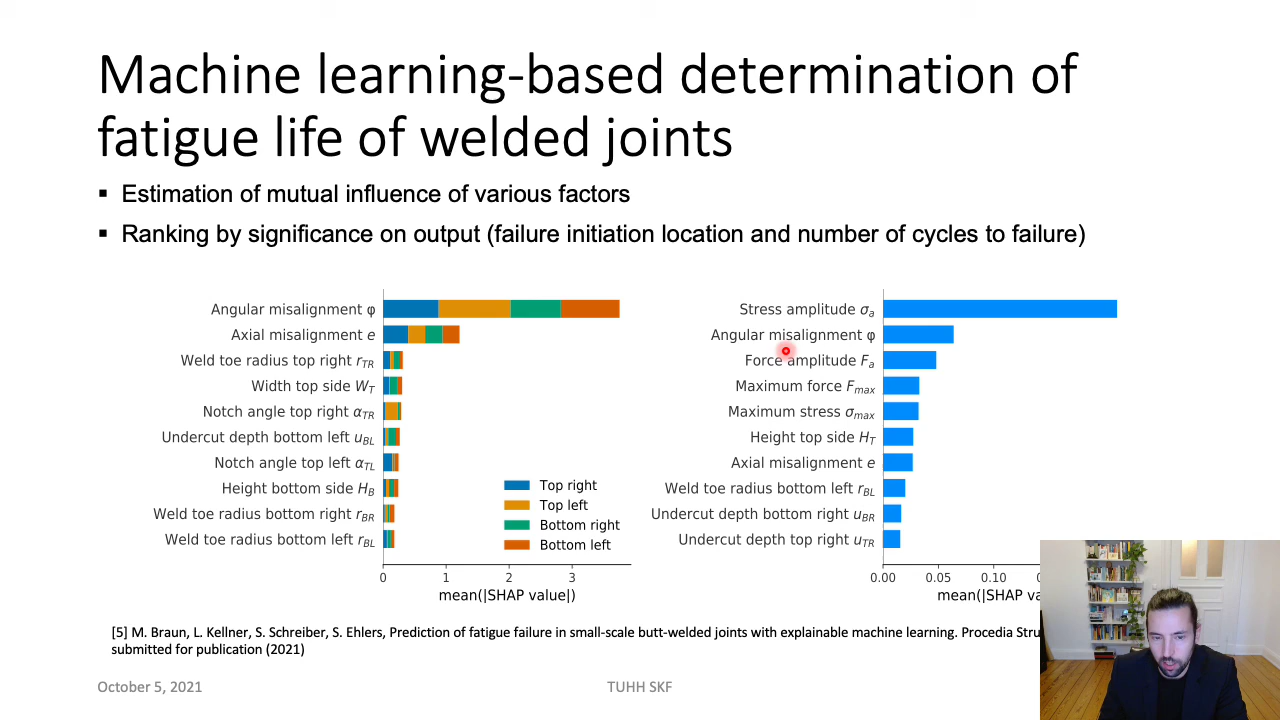 Machine learning-based determination of
fatigue life of welded joints
▪ Estimation of mutual influence of various factors
▪ Ranking by significance on output (failure initiation location and number of cycles to failure)
Angular misalignment φ
Axial misalignment e
Weld toe radius top right r_TR
Width top side W_T
Notch angle top right α_TR
Undercut depth bottom left u_BL
Notch angle top left α_TL
Height bottom side H_B
Weld toe radius bottom right r_BR
Weld toe radius bottom left r_BL
Top right
Top left
Bottom right
Bottom left
0 1 2 3
mean(|SHAP value|)
Stress amplitude σ_a
Angular misalignment φ
Force amplitude F_a
Maximum force F_max
Maximum stress σ_max
Height top side H_T
Axial misalignment e
Weld toe radius bottom left r_BL
Undercut depth bottom right u_BR
Undercut depth top right u_TR
0.00 0.05 0.10
mean(|SHAP va
[5] M. Braun, L. Kellner, S. Schreiber, S. Ehlers, Prediction of fatigue failure in small-scale butt-welded joints with explainable machine learning. Procedia Stru
submitted for publication (2021)
October 5, 2021
TUHH SKF